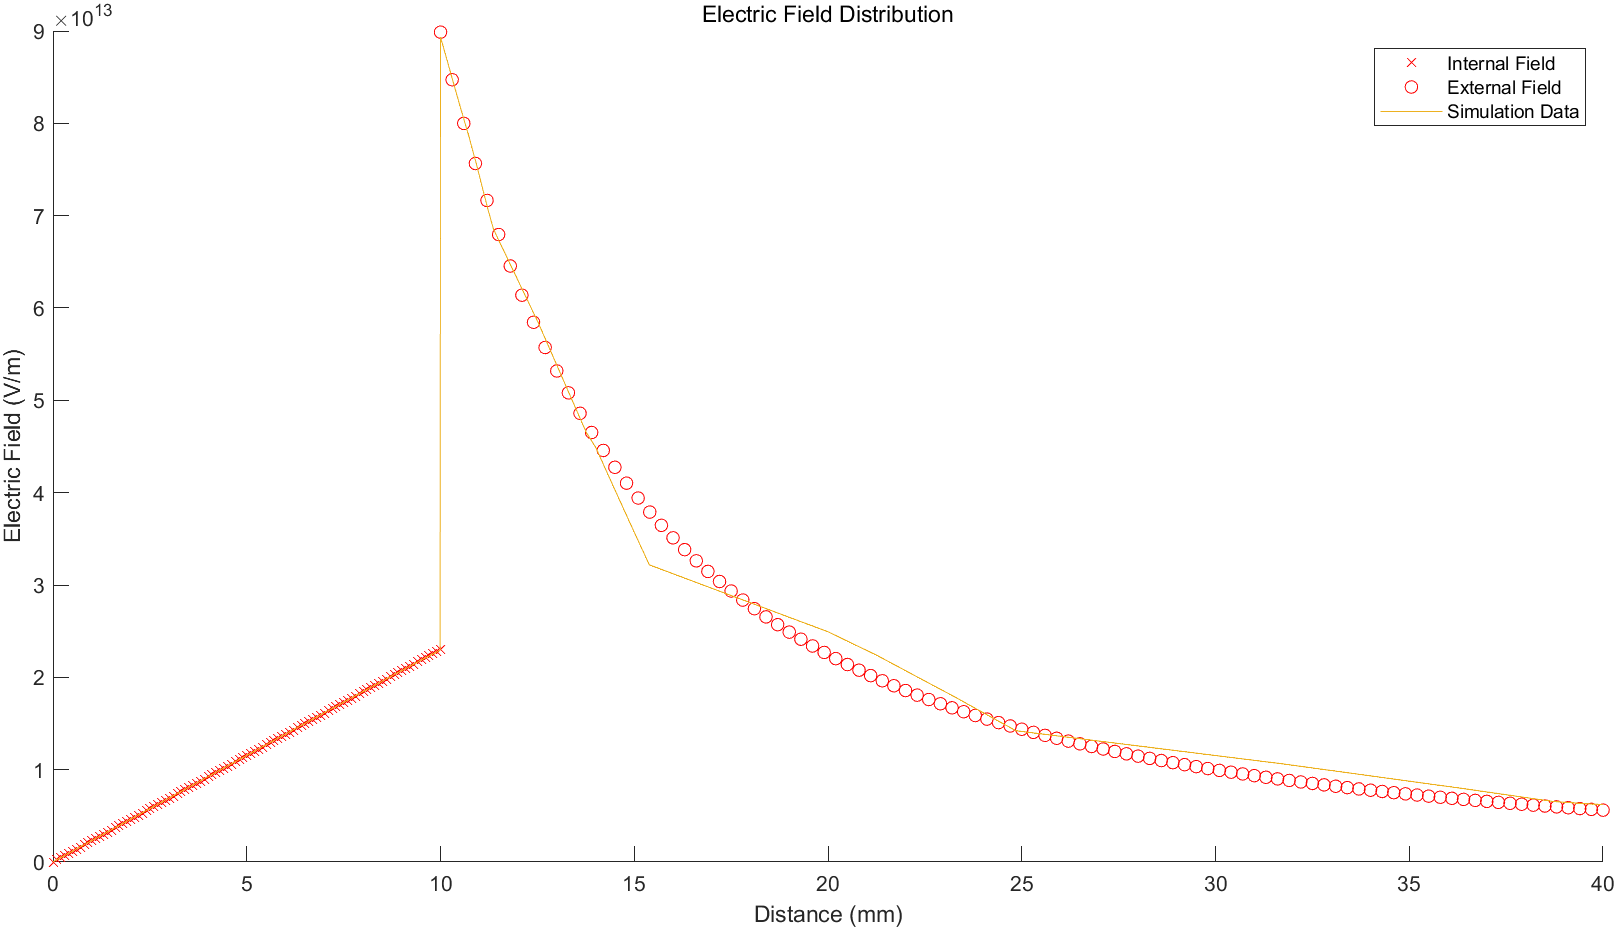 Electric Field Distribution
×10^13
9
8
7
6
5
4
3
2
1
0
Electric Field (V/m)
0 5 10 15 20 25 30 35 40
Distance (mm)
Internal Field
External Field
Simulation Data